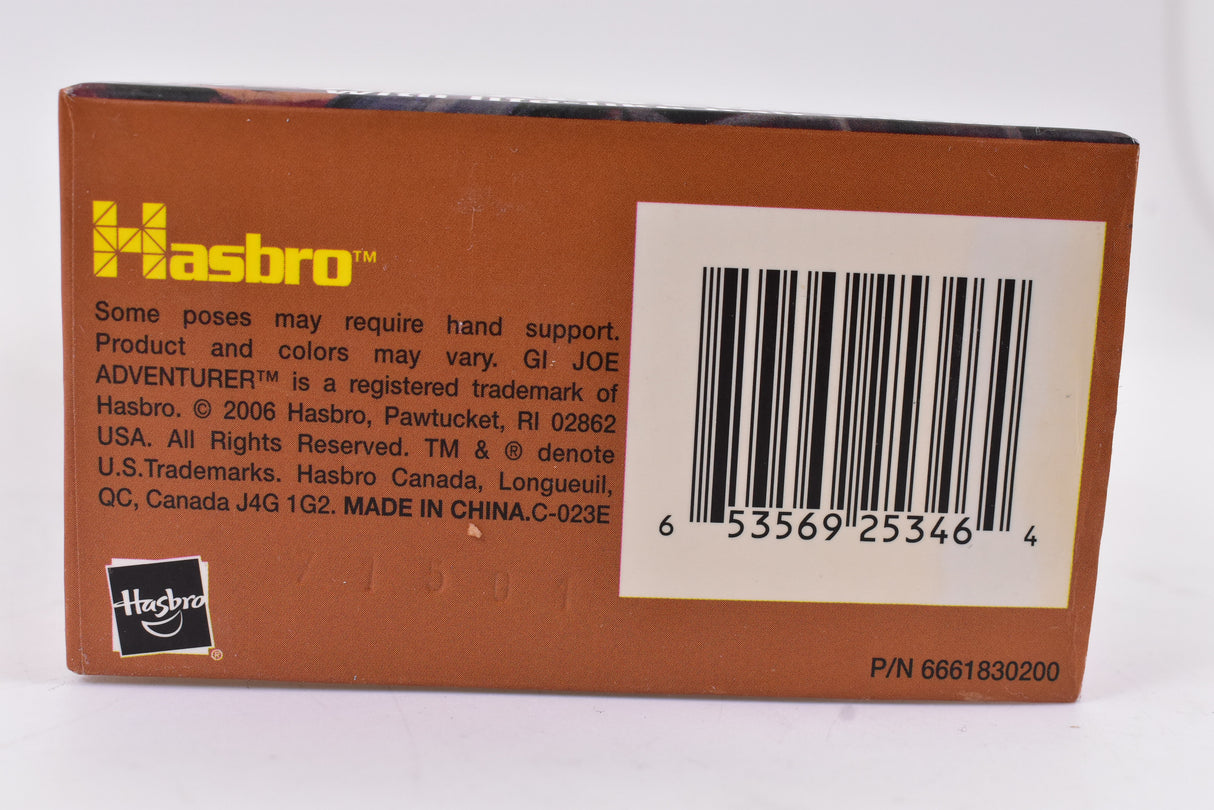 Hasbro™
Some poses may require hand support.
Product and colors may vary. GI JOE
ADVENTURER™ is a registered trademark of
Hasbro. © 2006 Hasbro, Pawtucket, RI 02862
USA. All Rights Reserved. TM & ® denote
U.S.Trademarks. Hasbro Canada, Longueuil,
QC, Canada J4G 1G2. MADE IN CHINA.C-023E
6 53569 25346 4
Hasbro®
P/N 6661830200